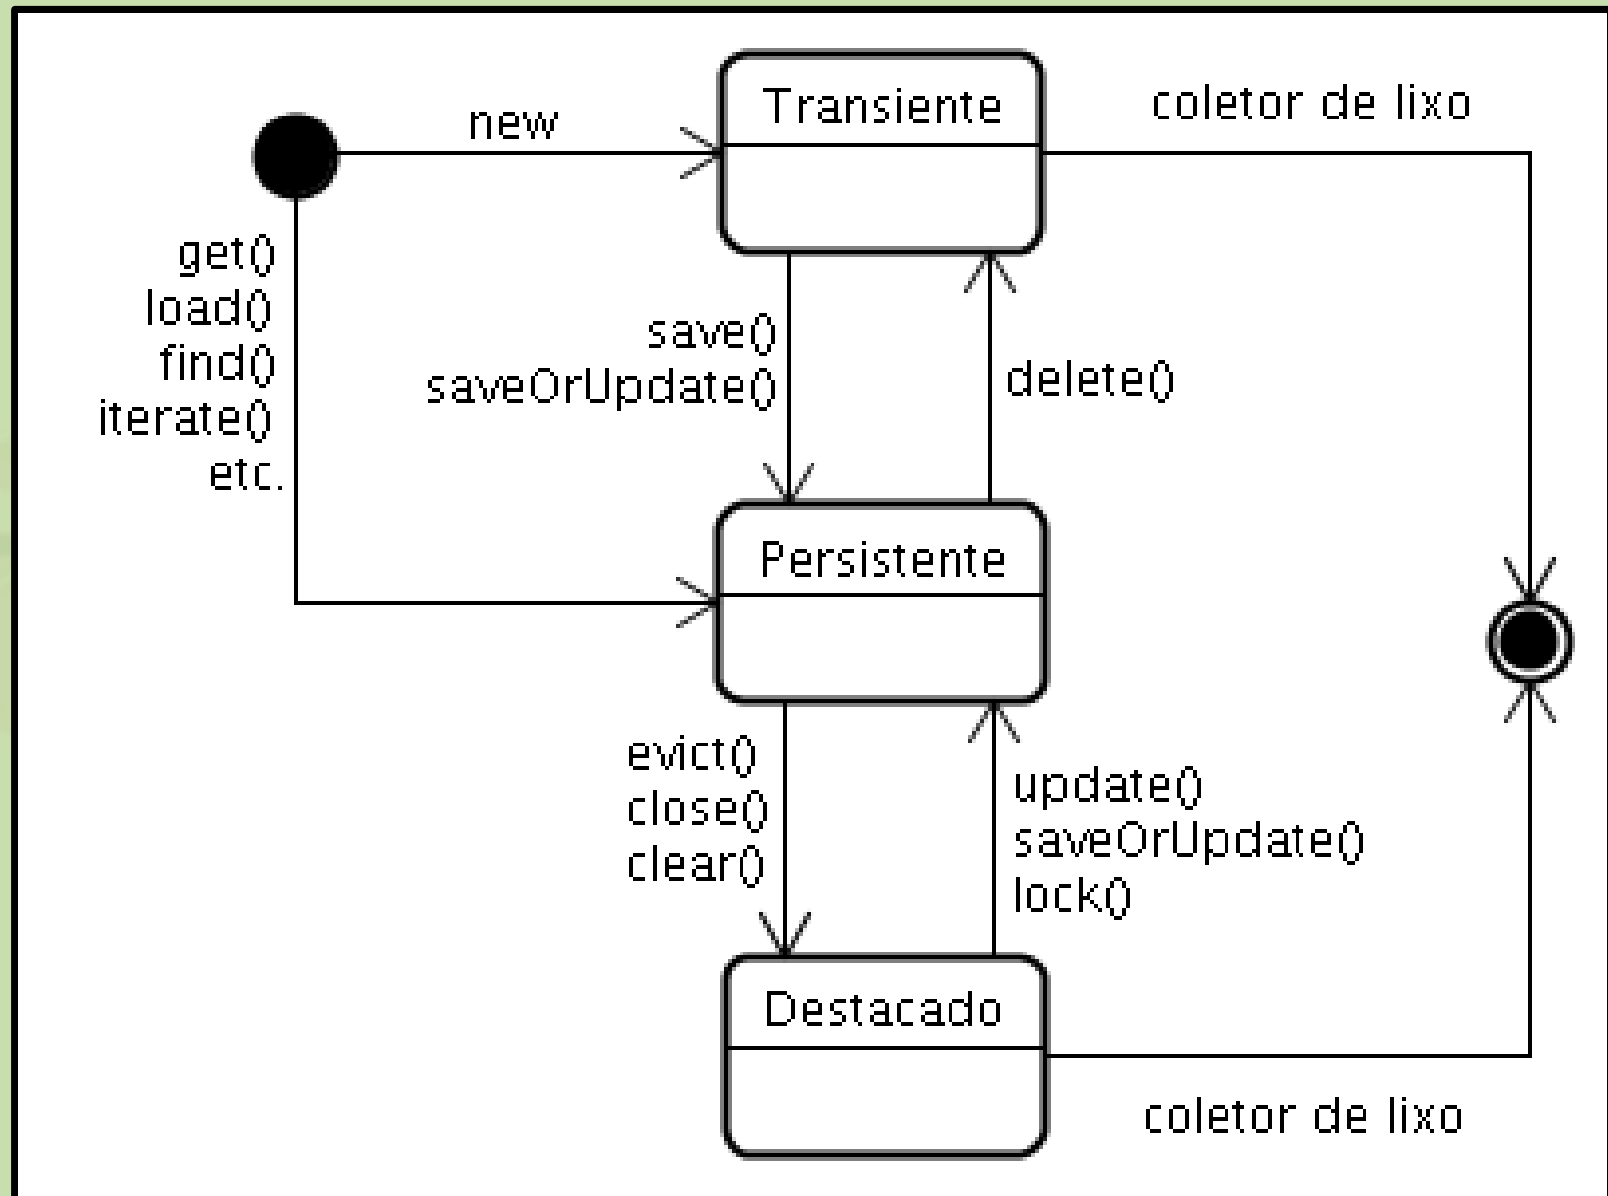 new
Transiente
coletor de lixo
get()
load()
find()
iterate()
etc.
save()
saveOrUpdate()
delete()
Persistente
evict()
close()
clear()
update()
saveOrUpdate()
lock()
Destacado
coletor de lixo